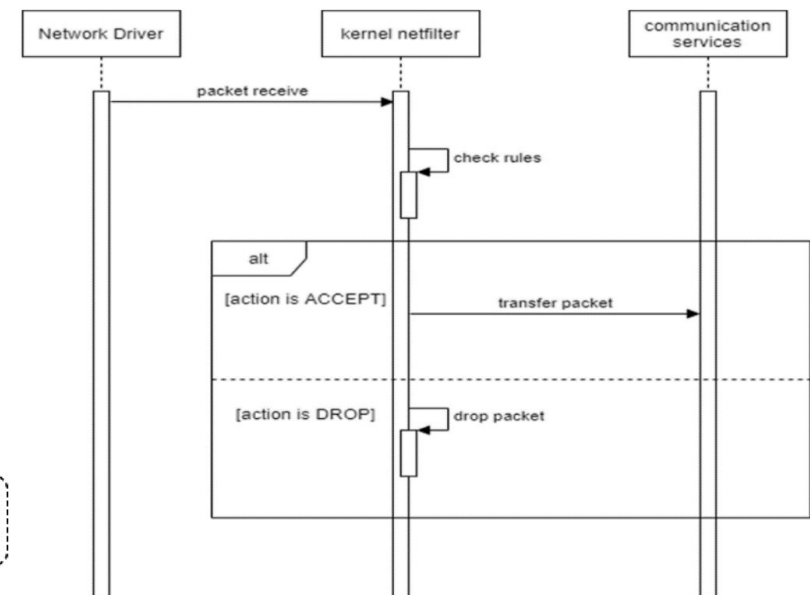 Network Driver
kernel netfilter
communication
services
packet receive
check rules
alt
[action is ACCEPT]
transfer packet
[action is DROP]
drop packet